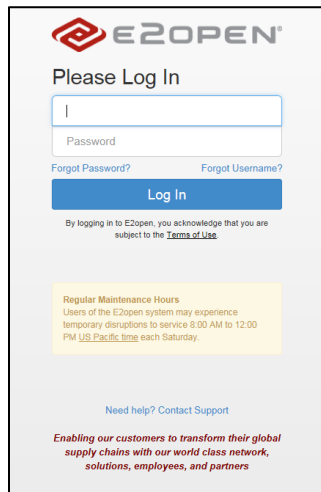 E2OPEN
Please Log In
Password
Forgot Password? Forgot Username?
Log In
By logging in to E2open, you acknowledge that you are
subject to the Terms of Use.
Regular Maintenance Hours
Users of the E2open system may experience
temporary disruptions to service 8:00 AM to 12:00
PM US Pacific time each Saturday.
Need help? Contact Support
Enabling our customers to transform their global
supply chains with our world class network,
solutions, employees, and partners